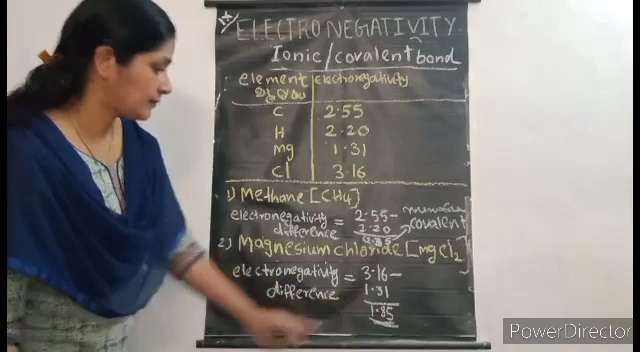 ELECTRONEGATIVITY
Ionic/covalent bond
element electronegativity
മൂലകം
C 2.55
H 2.20
Mg 1.31
Cl 3.16
1) Methane [CH4]
electronegativity difference = 2.55-
2.20
0.35
covalent
2) Magnesium chloride [MgCl2]
electronegativity difference = 3.16-
1.31
1.85
PowerDirector